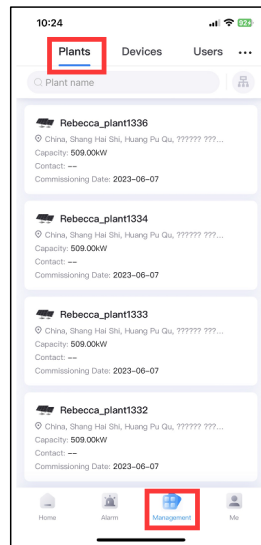 10:24
92
Plants Devices Users ...
Plant name
Rebecca_plant1336
China, Shang Hai Shi, Huang Pu Qu, ?????? ???...
Capacity: 509.00kW
Contact: --
Commissioning Date: 2023-06-07
Rebecca_plant1334
China, Shang Hai Shi, Huang Pu Qu, ?????? ???...
Capacity: 509.00kW
Contact: --
Commissioning Date: 2023-06-07
Rebecca_plant1333
China, Shang Hai Shi, Huang Pu Qu, ?????? ???...
Capacity: 509.00kW
Contact: --
Commissioning Date: 2023-06-07
Rebecca_plant1332
China, Shang Hai Shi, Huang Pu Qu, ?????? ???...
Capacity: 509.00kW
Contact: --
Commissioning Date: 2023-06-07
Home Alarm Management Me